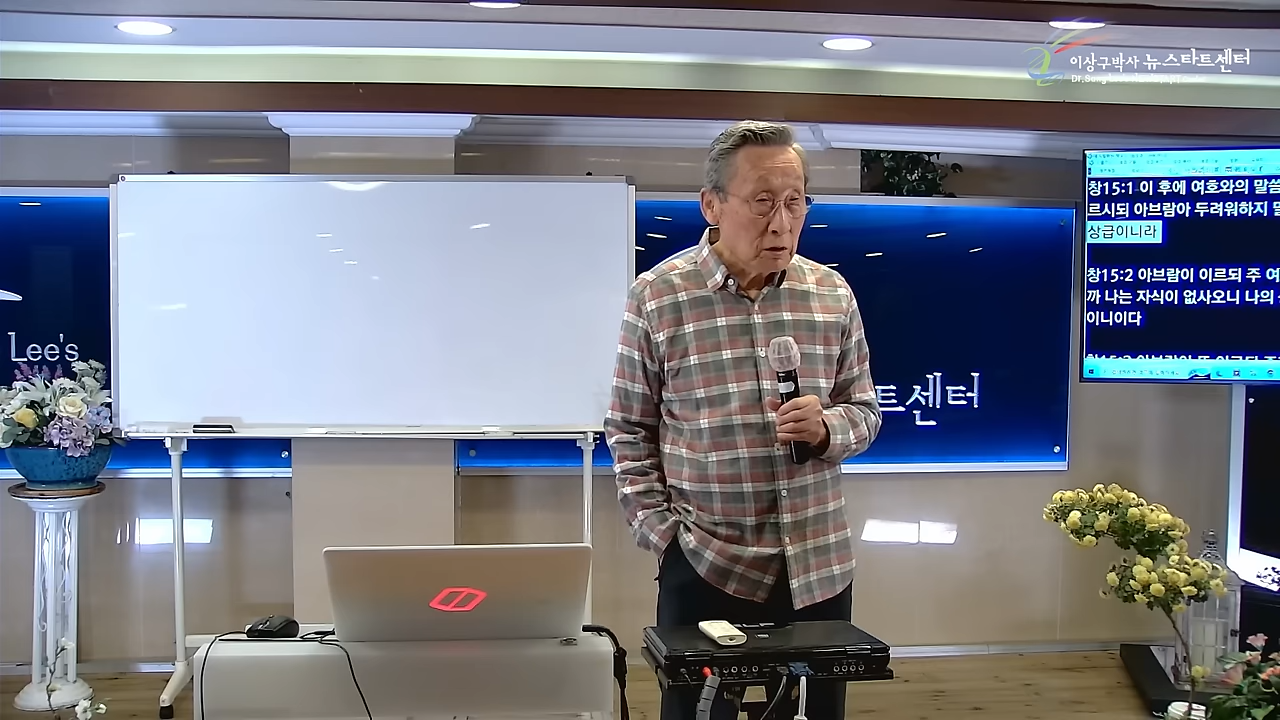 이상구박사 뉴스타트센터
창15:1 이 후에 여호와의 말씀
르시되 아브람아 두려워하지 말
상급이니라
창15:2 아브람이 이르되 주 여
까 나는 자식이 없사오니 나의
이니이다
Lee's
트센터